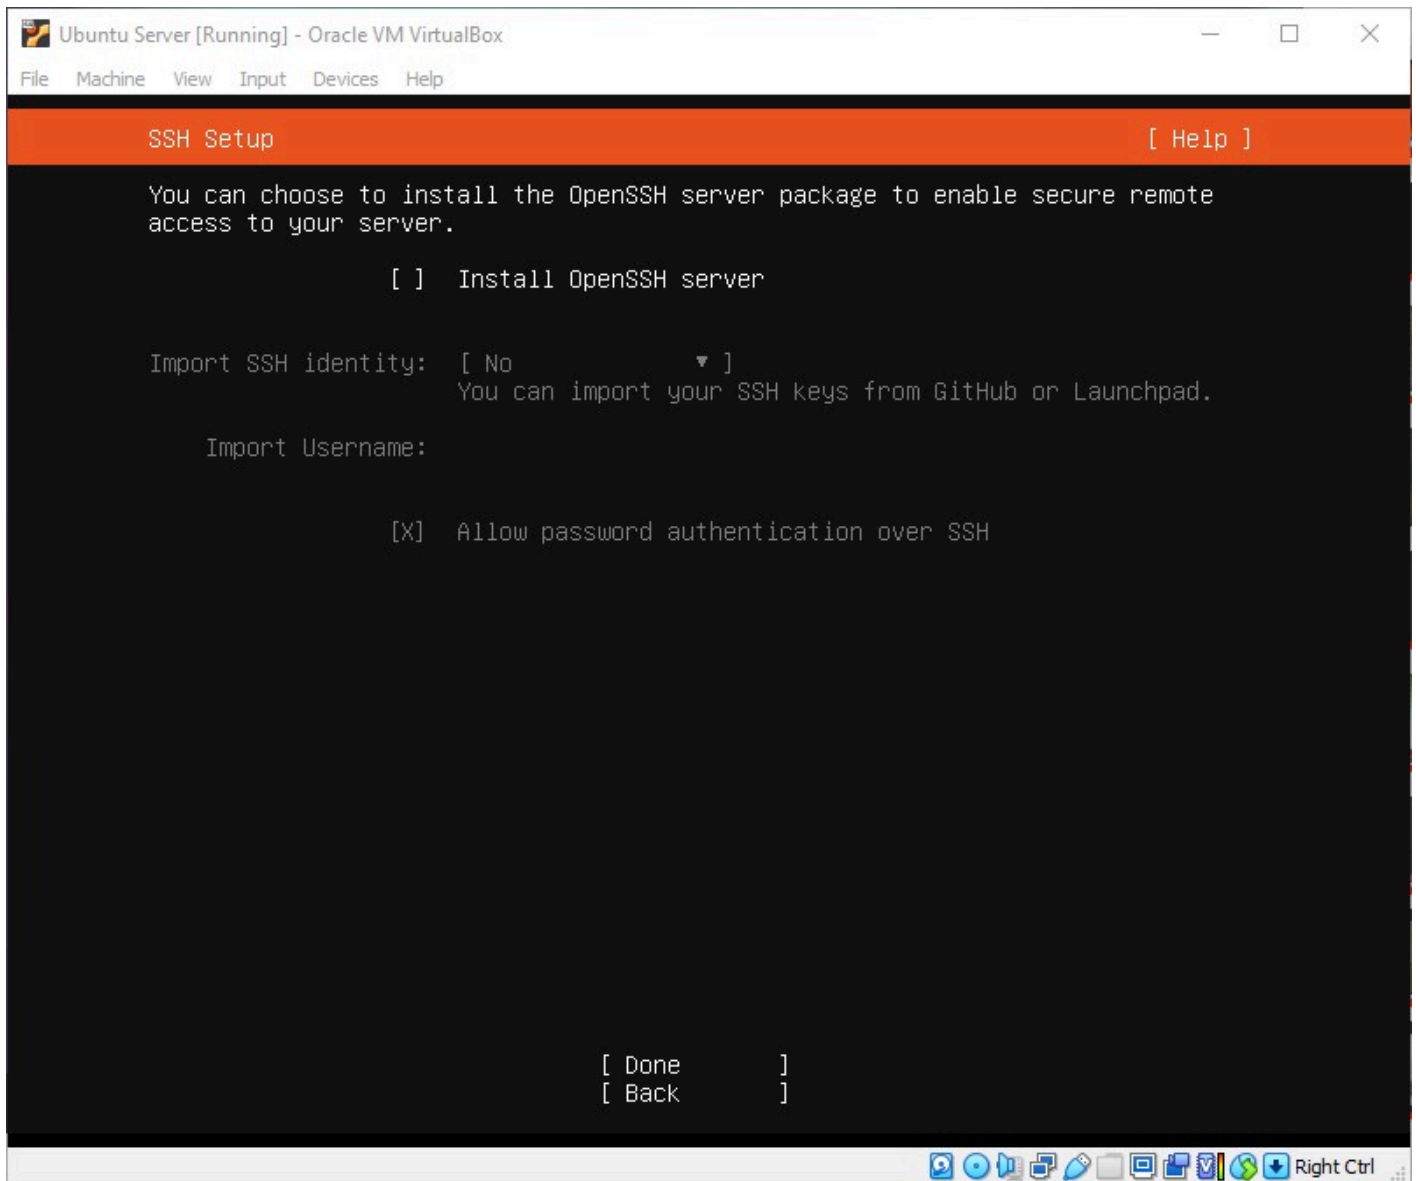 Ubuntu Server [Running] - Oracle VM VirtualBox
File Machine View Input Devices Help
SSH Setup [ Help ]
You can choose to install the OpenSSH server package to enable secure remote
access to your server.
[ ] Install OpenSSH server
Import SSH identity: [ No ▾ ]
You can import your SSH keys from GitHub or Launchpad.
Import Username:
[X] Allow password authentication over SSH
[ Done ]
[ Back ]
Right Ctrl